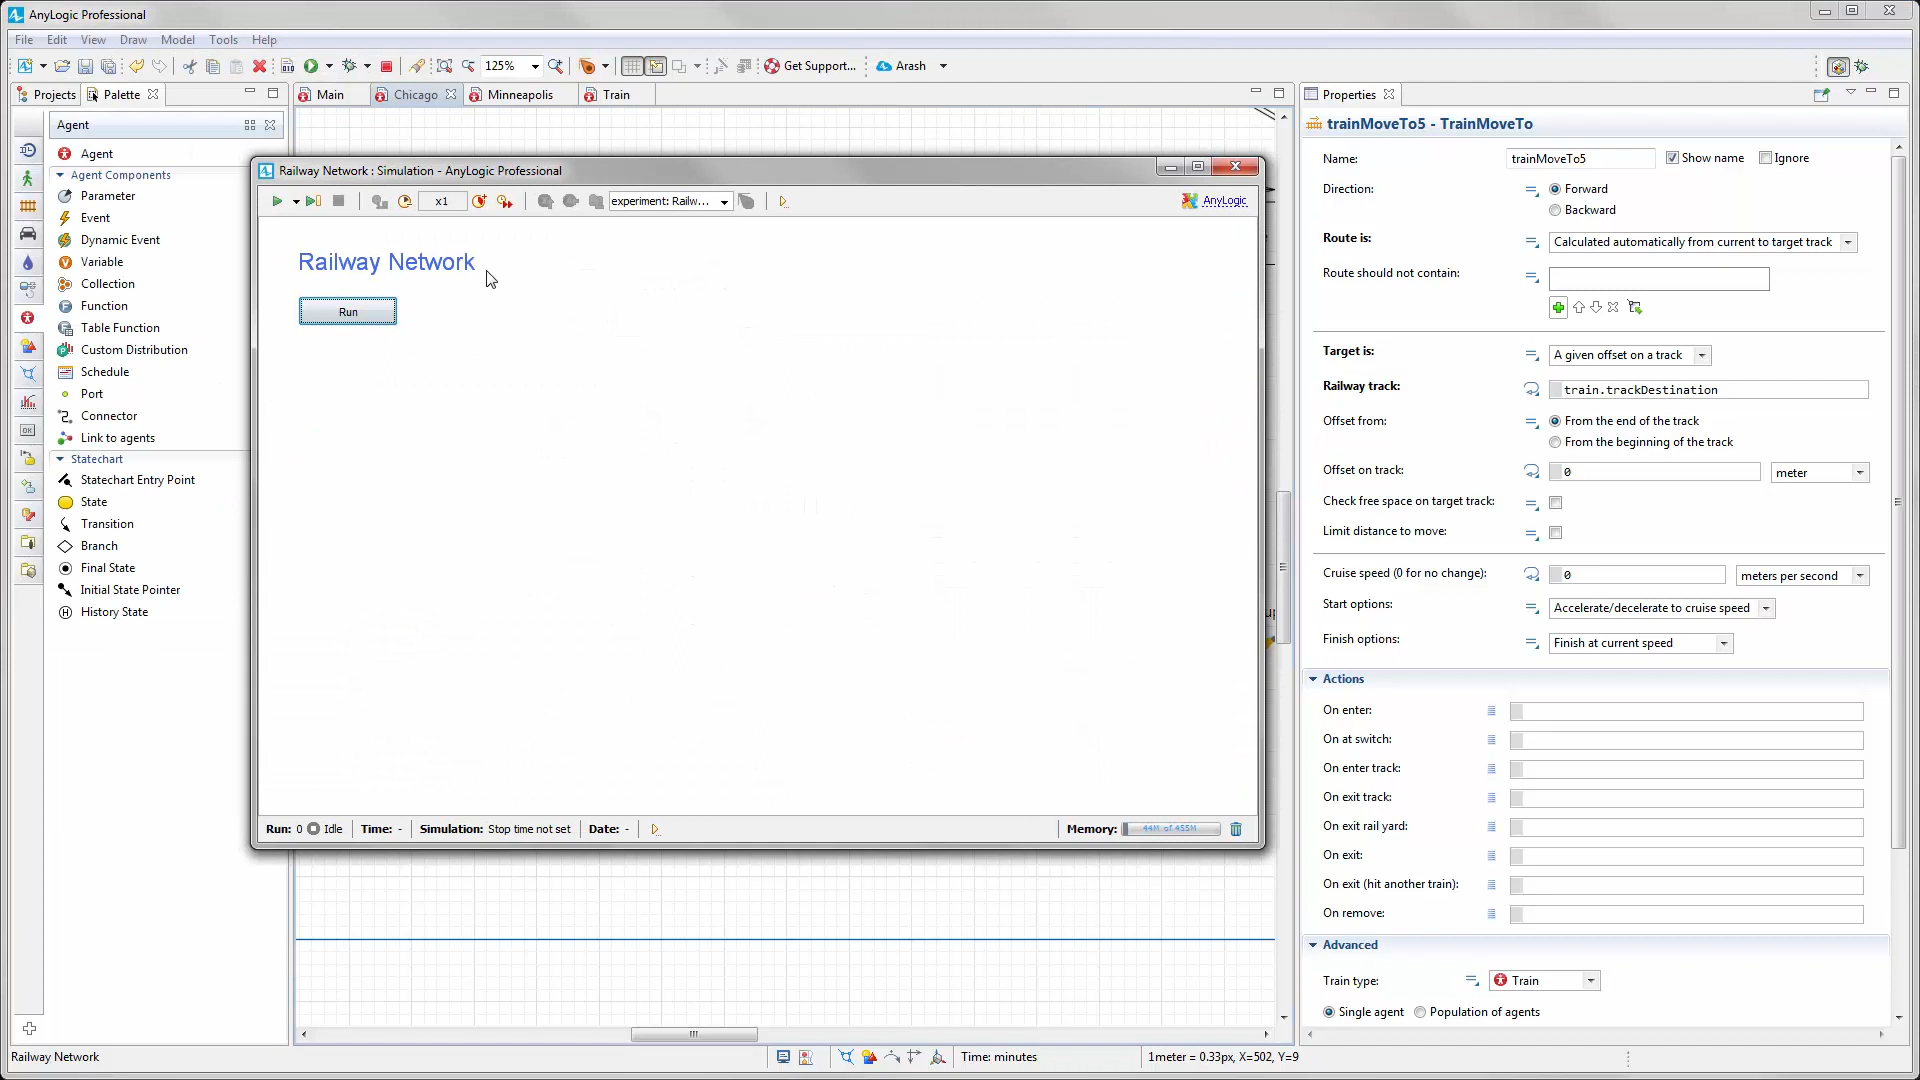 AnyLogic Professional
File Edit View Draw Model Tools Help
125% Get Support... Arash
Projects Palette
Main Chicago Minneapolis Train
Properties
Agent
Agent
Agent Components
Parameter
Event
Dynamic Event
Variable
Collection
Function
Table Function
Custom Distribution
Schedule
Port
Connector
Link to agents
Statechart
Statechart Entry Point
State
Transition
Branch
Final State
Initial State Pointer
History State
Railway Network : Simulation - AnyLogic Professional
x1 experiment: Railw... AnyLogic
Railway Network
Run
Run: 0 Idle Time: - Simulation: Stop time not set Date: - Memory: 44M of 455M
trainMoveTo5 - TrainMoveTo
Name: trainMoveTo5 Show name Ignore
Direction: Forward
Backward
Route is: Calculated automatically from current to target track
Route should not contain:
Target is: A given offset on a track
Railway track: train.trackDestination
Offset from: From the end of the track
From the beginning of the track
Offset on track: 0 meter
Check free space on target track:
Limit distance to move:
Cruise speed (0 for no change): 0 meters per second
Start options: Accelerate/decelerate to cruise speed
Finish options: Finish at current speed
Actions
On enter:
On at switch:
On enter track:
On exit track:
On exit rail yard:
On exit:
On exit (hit another train):
On remove:
Advanced
Train type: Train
Single agent Population of agents
Railway Network Time: minutes 1meter = 0.33px, X=502, Y=9